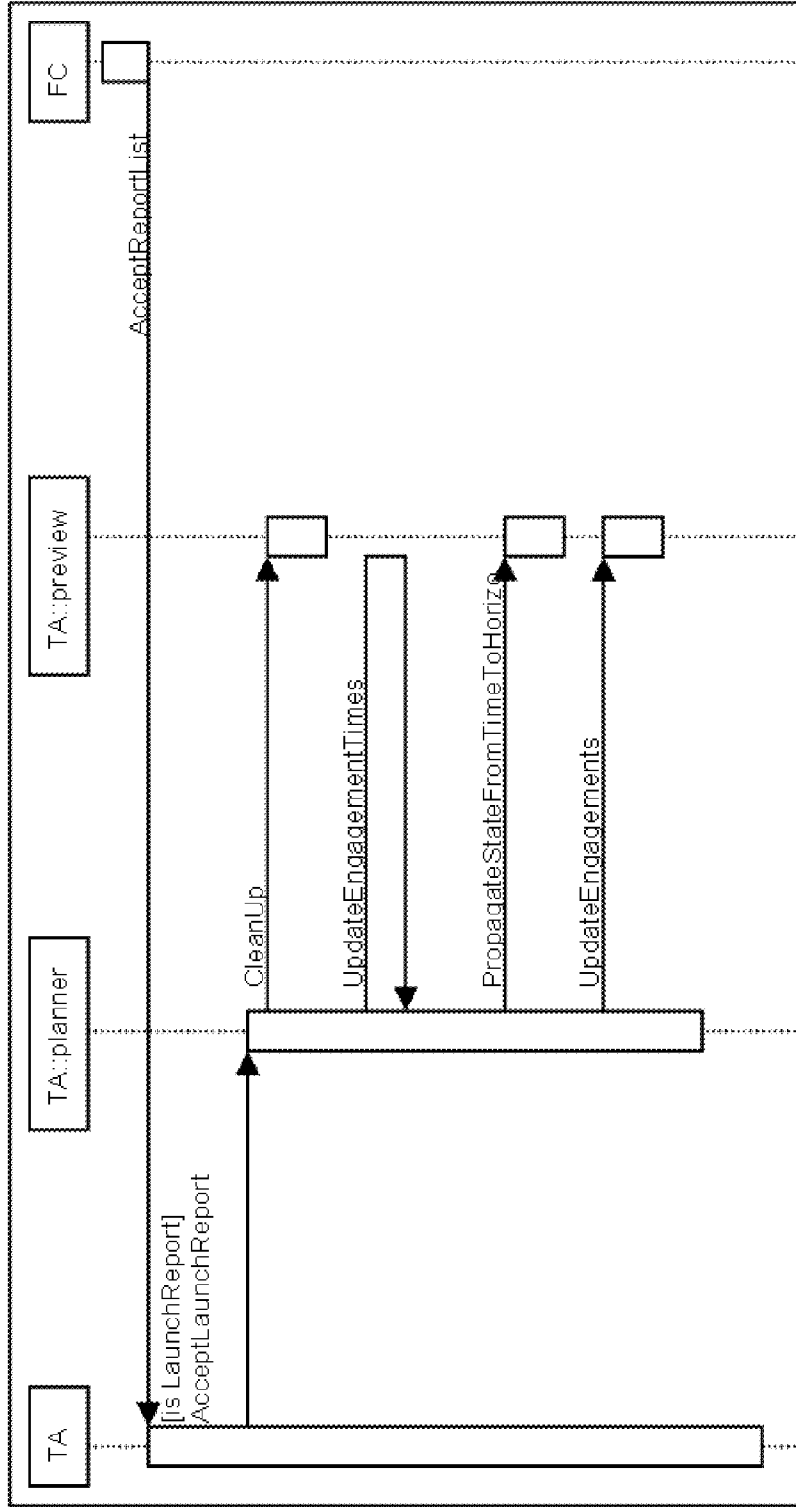 TA
TA::planner
TA::preview
FC
AcceptReportList
[is LaunchReport]
AcceptLaunchReport
CleanUp
UpdateEngagementTimes
PropagateStateFromTimeToHorizo
UpdateEngagements